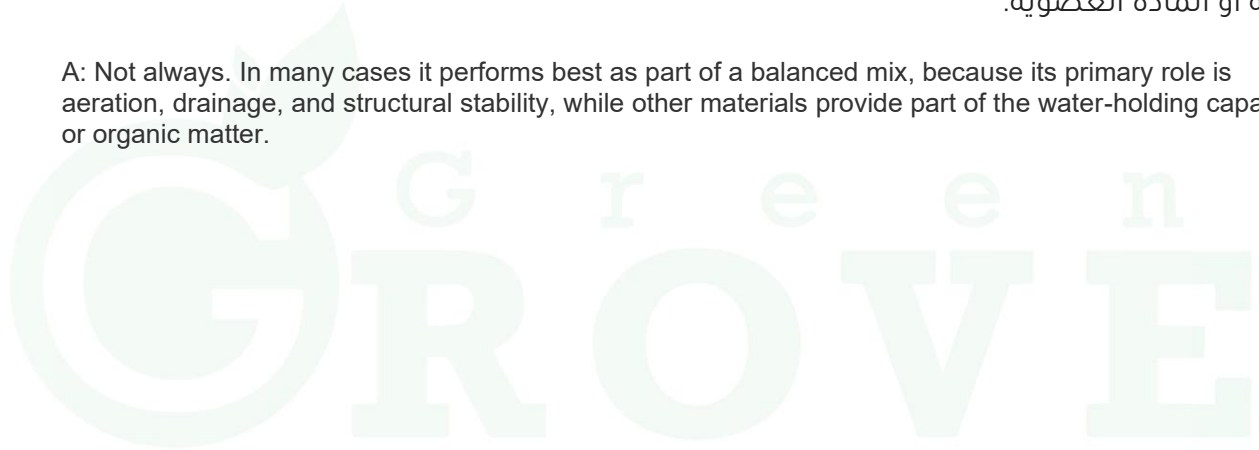 أو المادة العضوية.
A: Not always. In many cases it performs best as part of a balanced mix, because its primary role is
aeration, drainage, and structural stability, while other materials provide part of the water-holding
or organic matter.
Green
GROVE